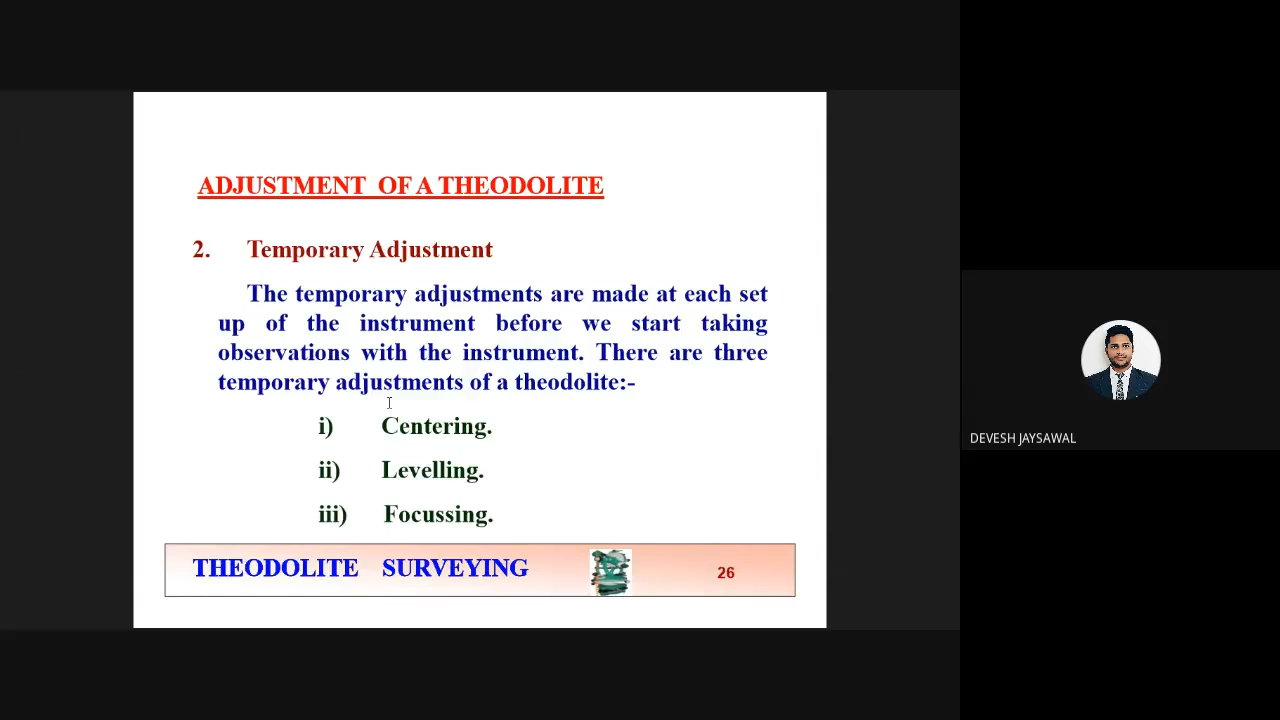 ADJUSTMENT OF A THEODOLITE
2. Temporary Adjustment
The temporary adjustments are made at each set
up of the instrument before we start taking
observations with the instrument. There are three
temporary adjustments of a theodolite:-
i) Centering.
ii) Levelling.
iii) Focussing.
THEODOLITE SURVEYING
26
DEVESH JAYSAWAL